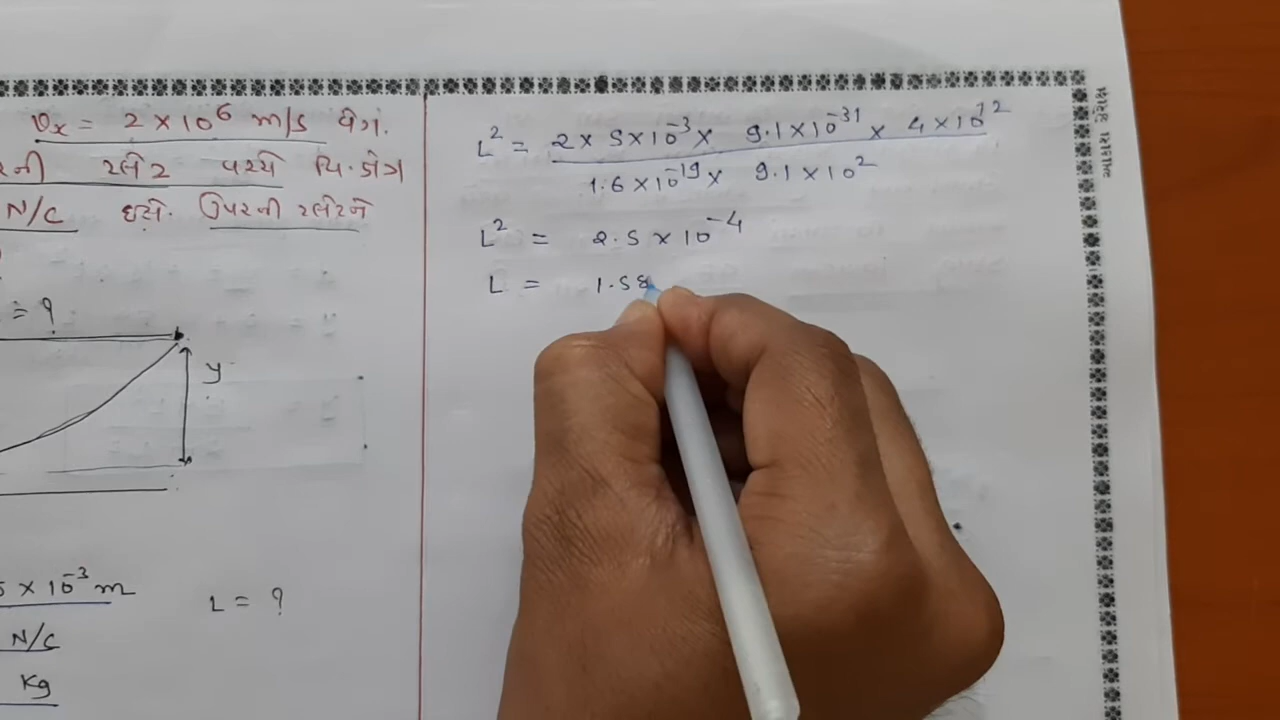 Vx = 2 × 10⁶ m/s વેગ.
રની પ્લેટ વચ્ચે વિ.ક્ષેત્ર
N/C હશે. ઉપરની પ્લેટને
= ?
y
5 × 10⁻³ m L = ?
N/C
Kg
L² = 2 × 5×10⁻³ × 9.1×10⁻³¹ × 4×10¹²
1.6×10⁻¹⁹ × 9.1×10²
L² = 2.5 × 10⁻⁴
L = 1.58